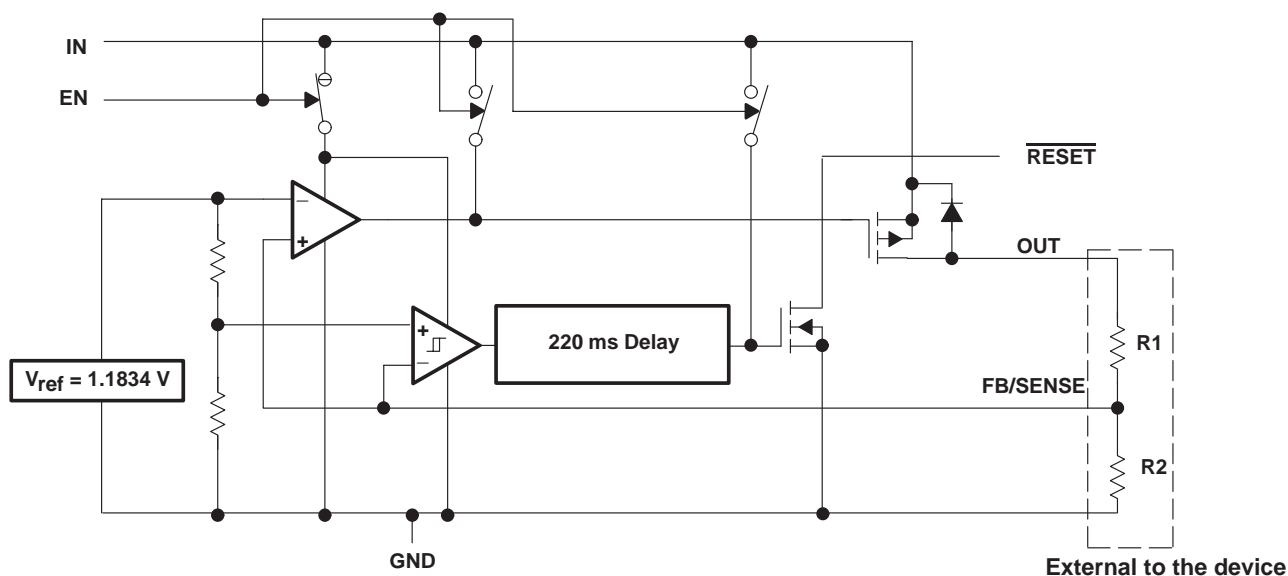 IN
EN
RESET
OUT
−
+
+
−
220 ms Delay
R1
Vref = 1.1834 V
FB/SENSE
R2
GND
External to the device